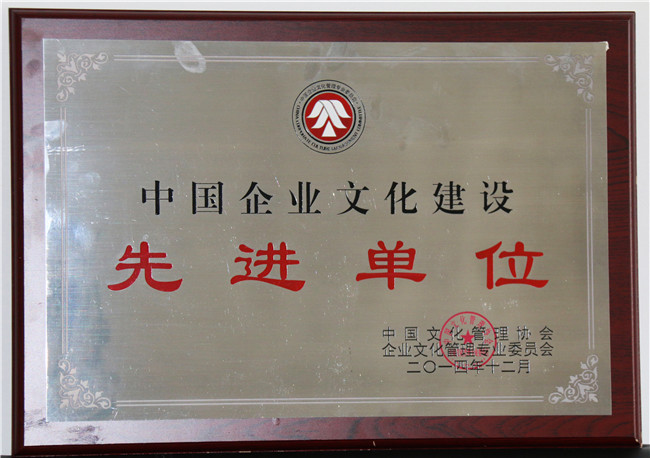 中国企业文化建设
先进单位
中国文化管理协会
企业文化管理专业委员会
二〇一四年十二月